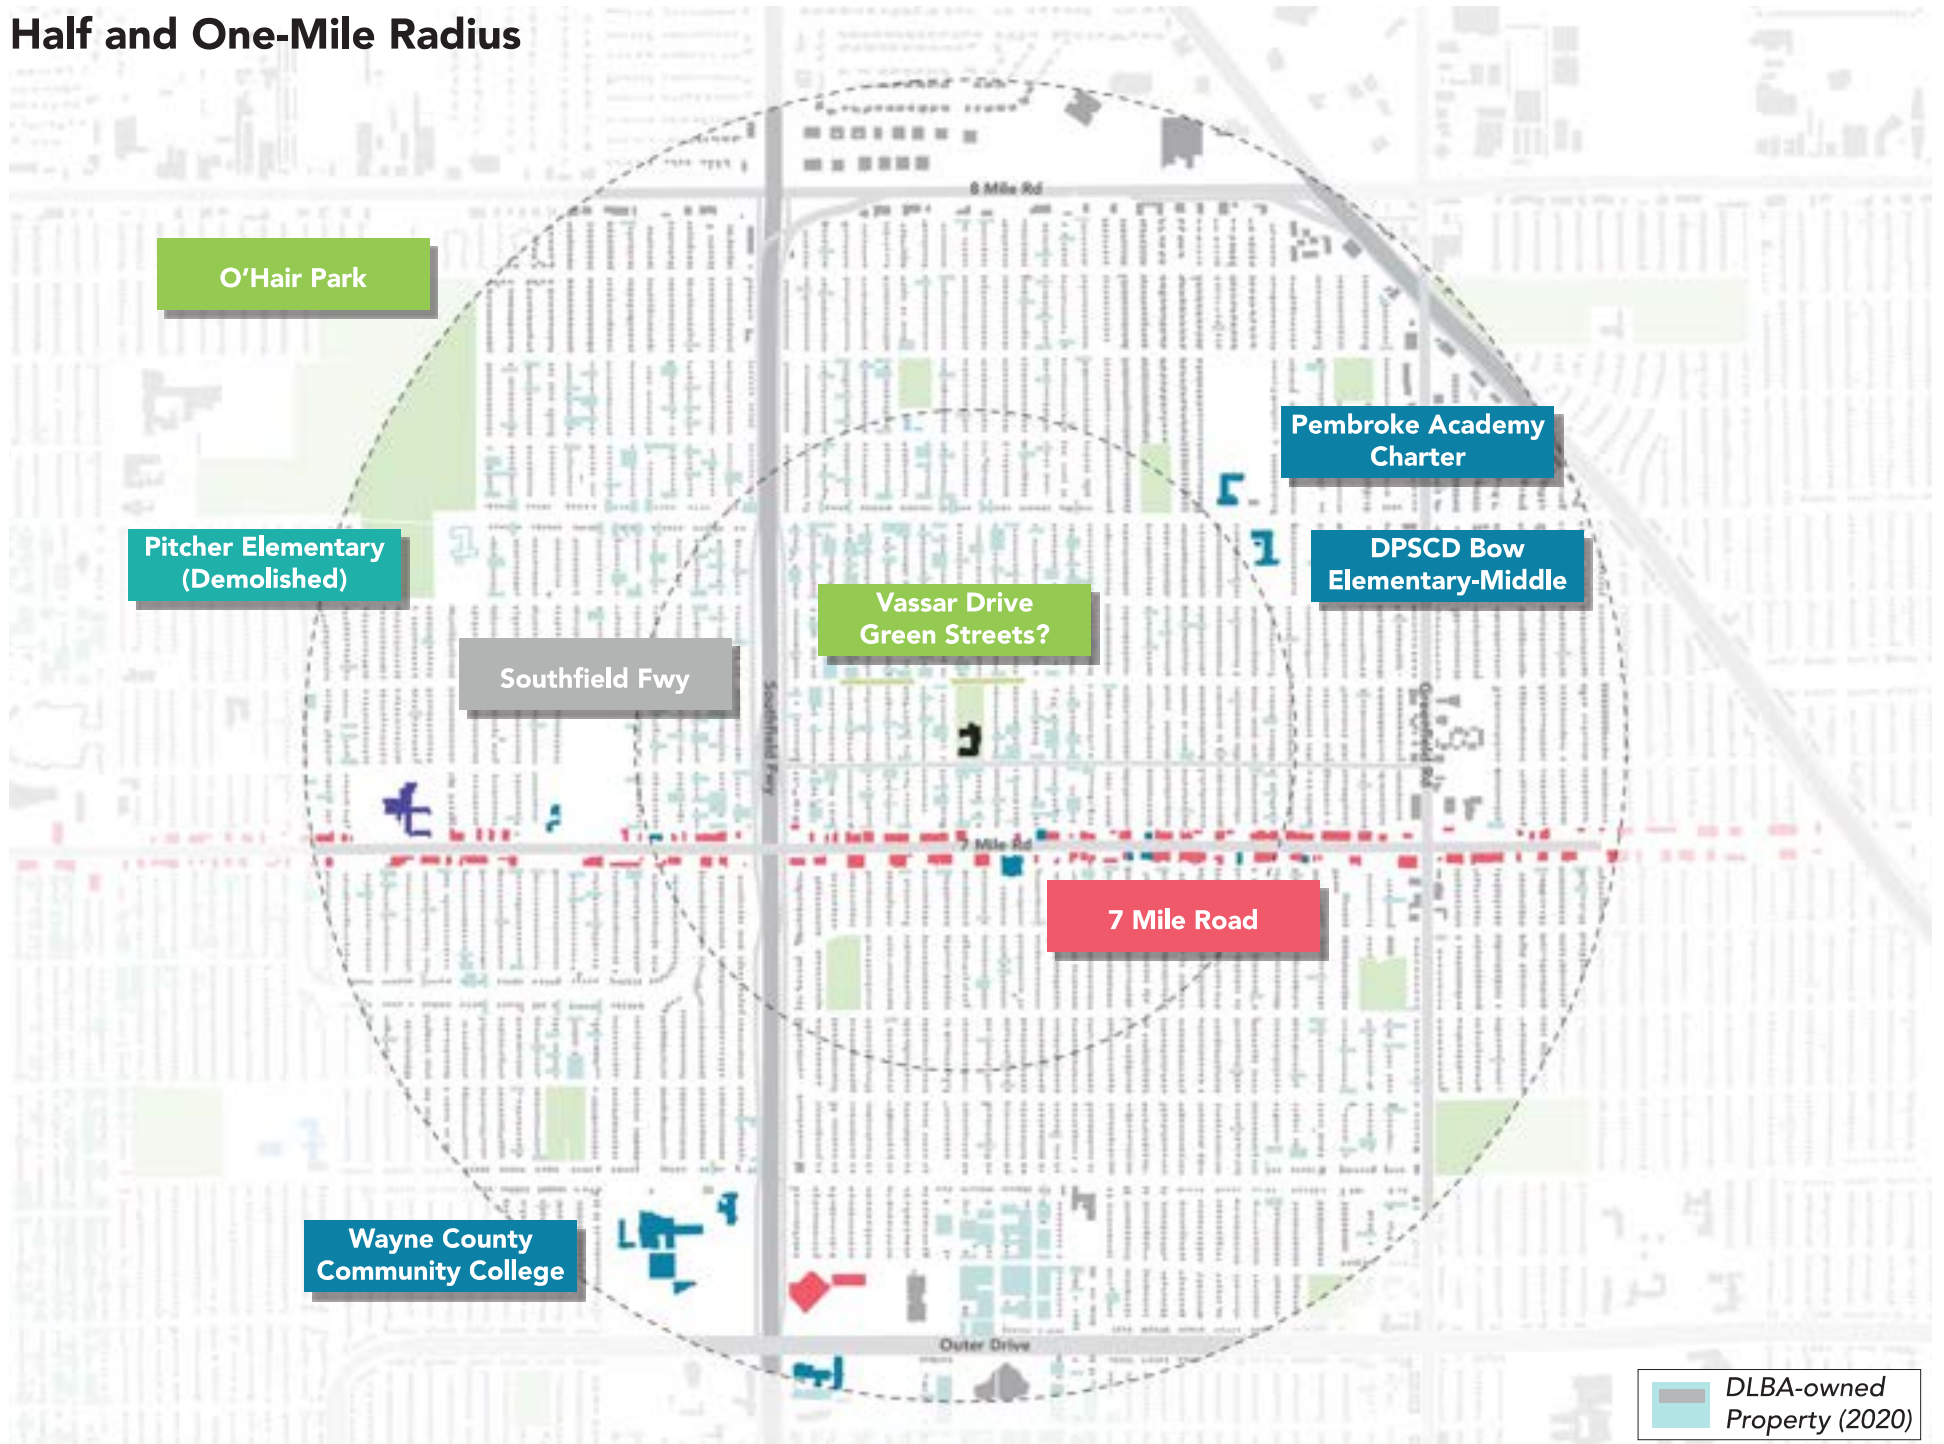 Half and One-Mile Radius
8 Mile Rd
O'Hair Park
Pembroke Academy
Charter
Pitcher Elementary
(Demolished)
DPSCD Bow
Elementary-Middle
Vassar Drive
Green Streets?
Southfield Fwy
Southfield Fwy
Greenfield Rd
7 Mile Rd
7 Mile Road
Wayne County
Community College
Outer Drive
DLBA-owned
Property (2020)